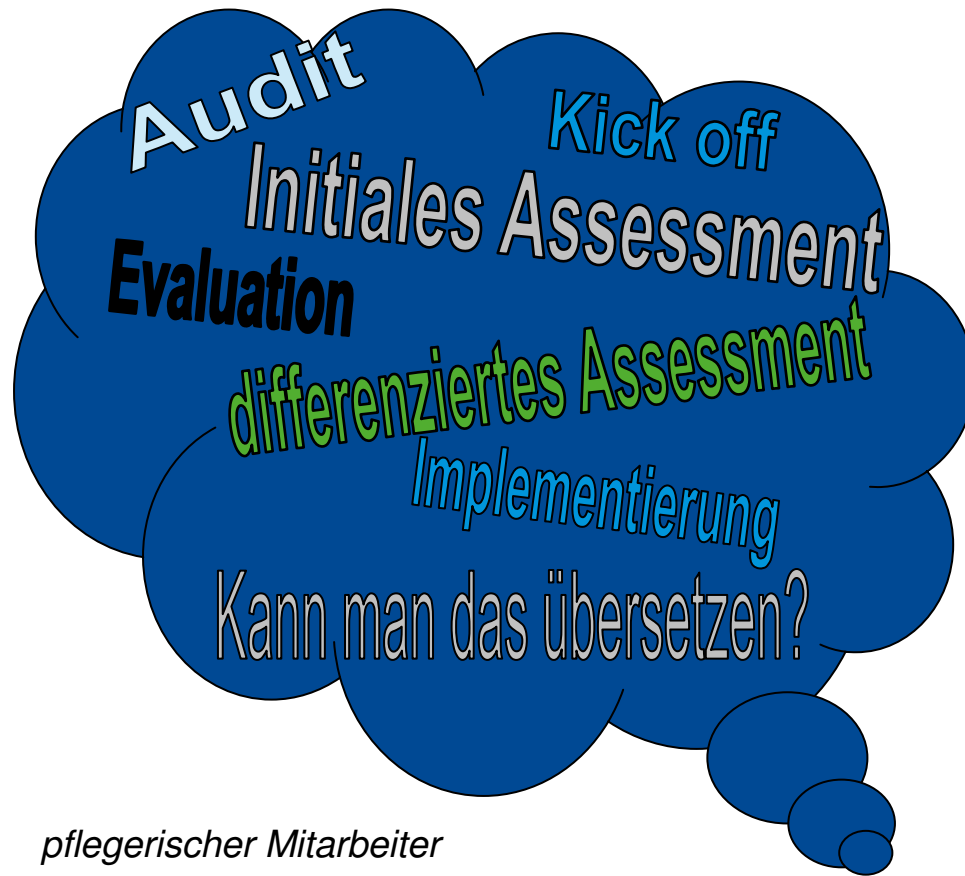 Audit
Kick off
Initiales Assessment
Evaluation
differenziertes Assessment
Implementierung
Kann man das übersetzen?
pflegerischer Mitarbeiter